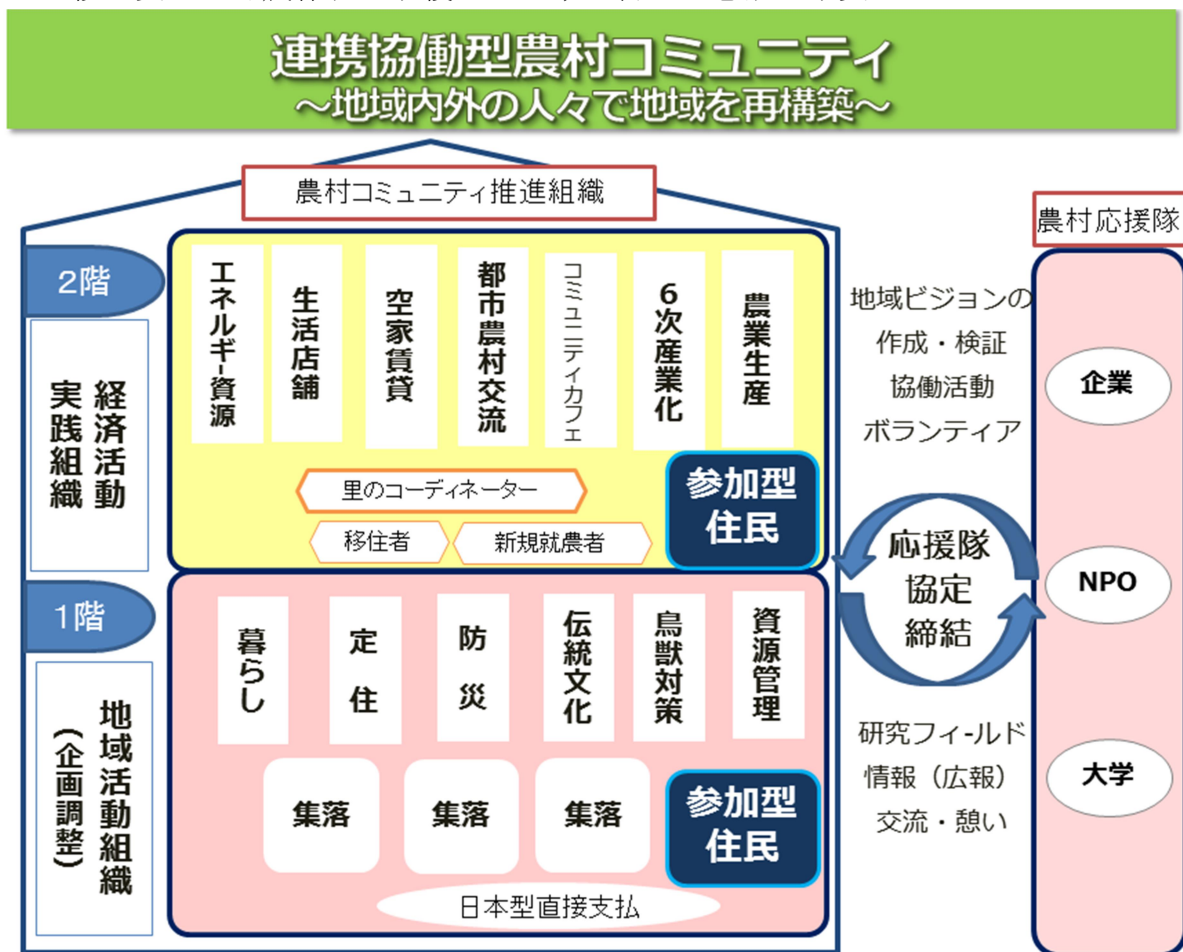 連携協働型農村コミュニティ
～地域内外の人々で地域を再構築～
農村コミュニティ推進組織
2階
経済活動
実践組織
エネルギー資源
生活店舗
空家賃貸
都市農村交流
コミュニティカフェ
6次産業化
農業生産
里のコーディネーター
移住者
新規就農者
参加型
住民
1階
地域活動組織
(企画調整)
暮らし
定住
防災
伝統文化
鳥獣対策
資源管理
集落
集落
集落
参加型
住民
日本型直接支払
地域ビジョンの
作成・検証
協働活動
ボランティア
応援隊
協定
締結
研究フィールド
情報（広報）
交流・憩い
農村応援隊
企業
NPO
大学